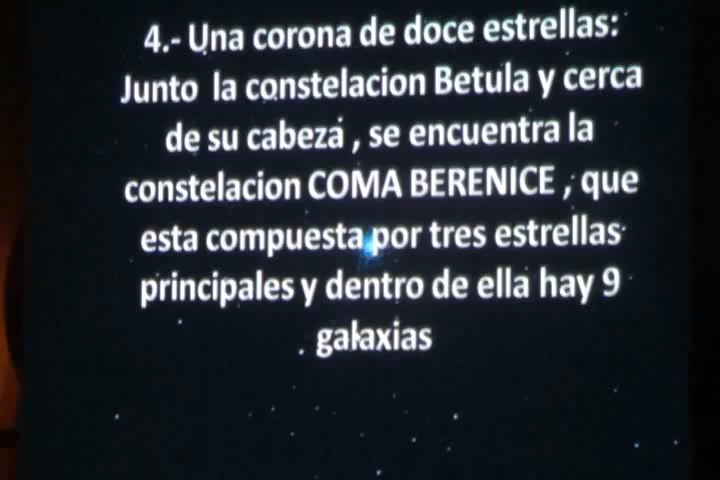 4.- Una corona de doce estrellas:
Junto la constelacion Betula y cerca
de su cabeza , se encuentra la
constelacion COMA BERENICE , que
esta compuesta por tres estrellas
principales y dentro de ella hay 9
galaxias